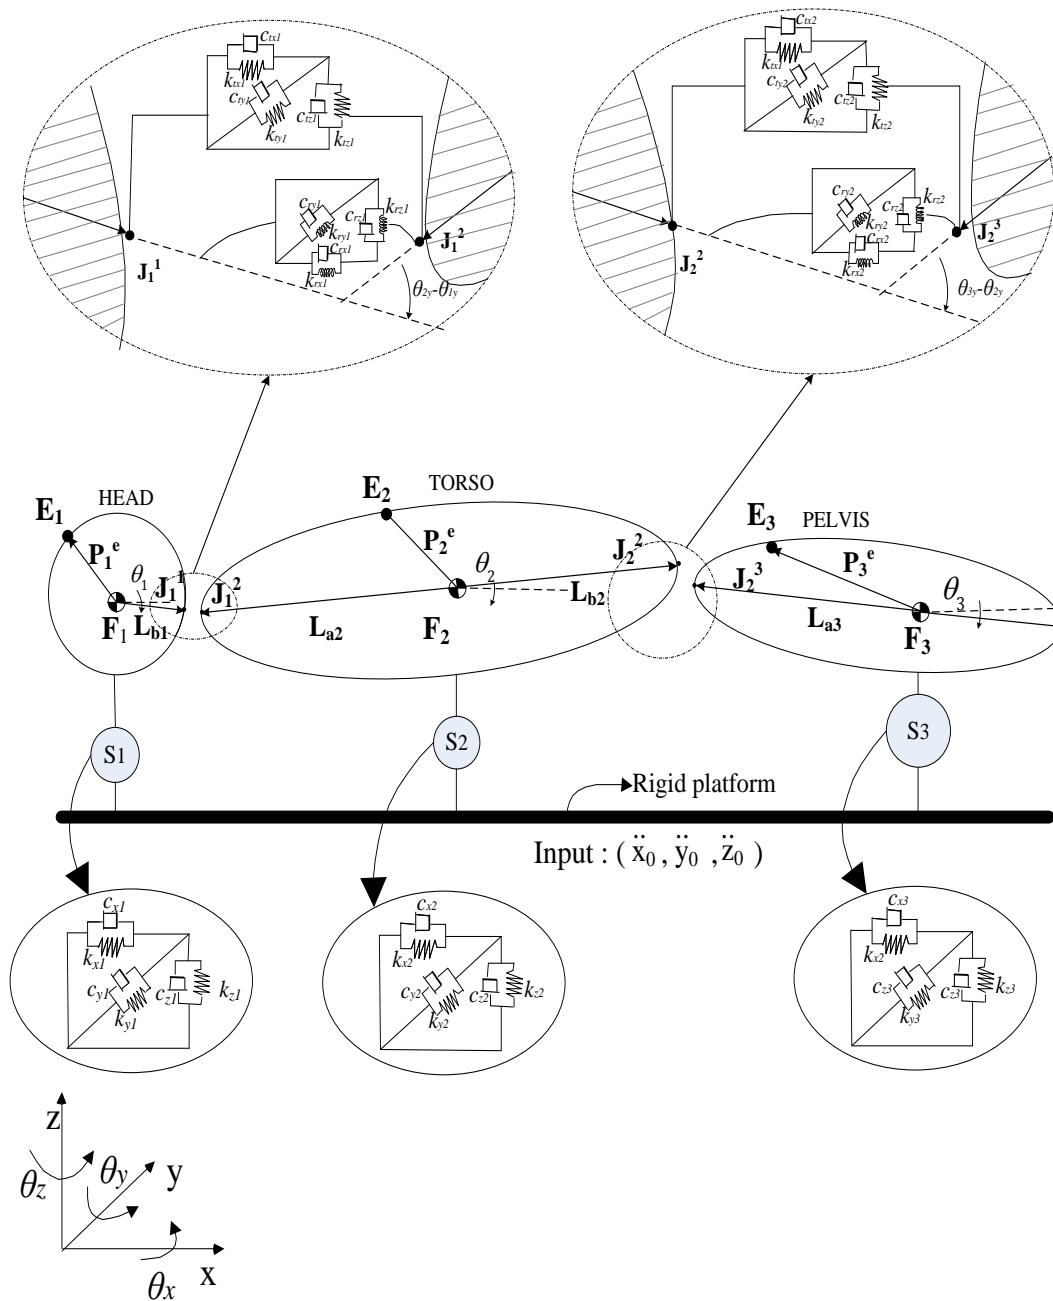 c_tx1
k_tx1
c_ty1
k_ty1
c_tz1
k_tz1
c_ry1
k_ry1
c_rz1
k_rz1
c_rx1
k_rx1
J_1^1
J_1^2
θ_2y-θ_1y
c_tx2
k_tx1
c_ty2
k_ty2
c_tz2
k_tz2
c_ry2
k_ry2
c_rz2
k_rz2
c_rx2
k_rx2
J_2^2
J_2^3
θ_3y-θ_2y
HEAD
E_1
P_1^e
θ_1
J_1^1
F_1
L_b1
TORSO
E_2
P_2^e
J_1^2
θ_2
J_2^2
L_a2
F_2
L_b2
E_3
PELVIS
P_3^e
J_2^3
θ_3
L_a3
F_3
S1
S2
S3
Rigid platform
Input : ( ẍ_0 , ÿ_0 , z̈_0 )
c_x1
k_x1
c_y1
k_y1
c_z1
k_z1
c_x2
k_x2
c_y2
k_y2
c_z2
k_z2
c_x3
k_x2
c_z3
k_y3
c_z3
k_z3
z
θ_z
θ_y
y
θ_x
x